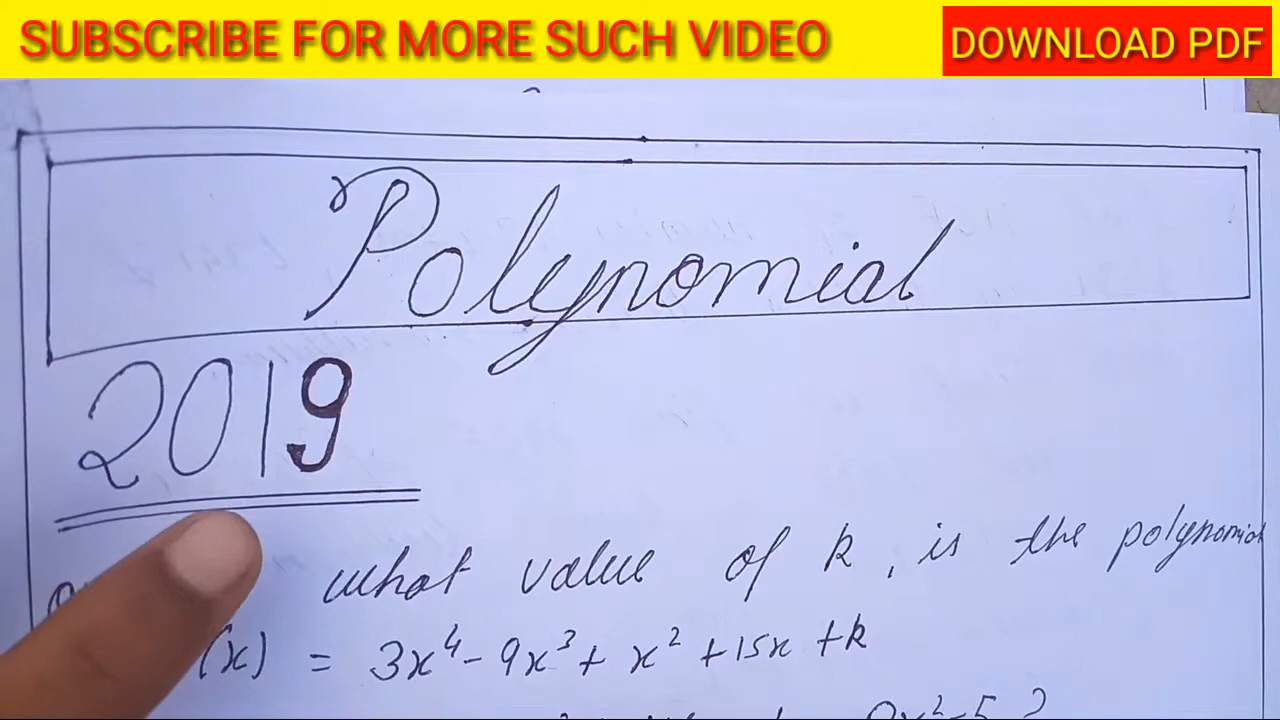 SUBSCRIBE FOR MORE SUCH VIDEO
DOWNLOAD PDF
Polynomial
2019
what value of k, is the polynomial
(x) = 3x⁴ - 9x³ + x² + 15x + k